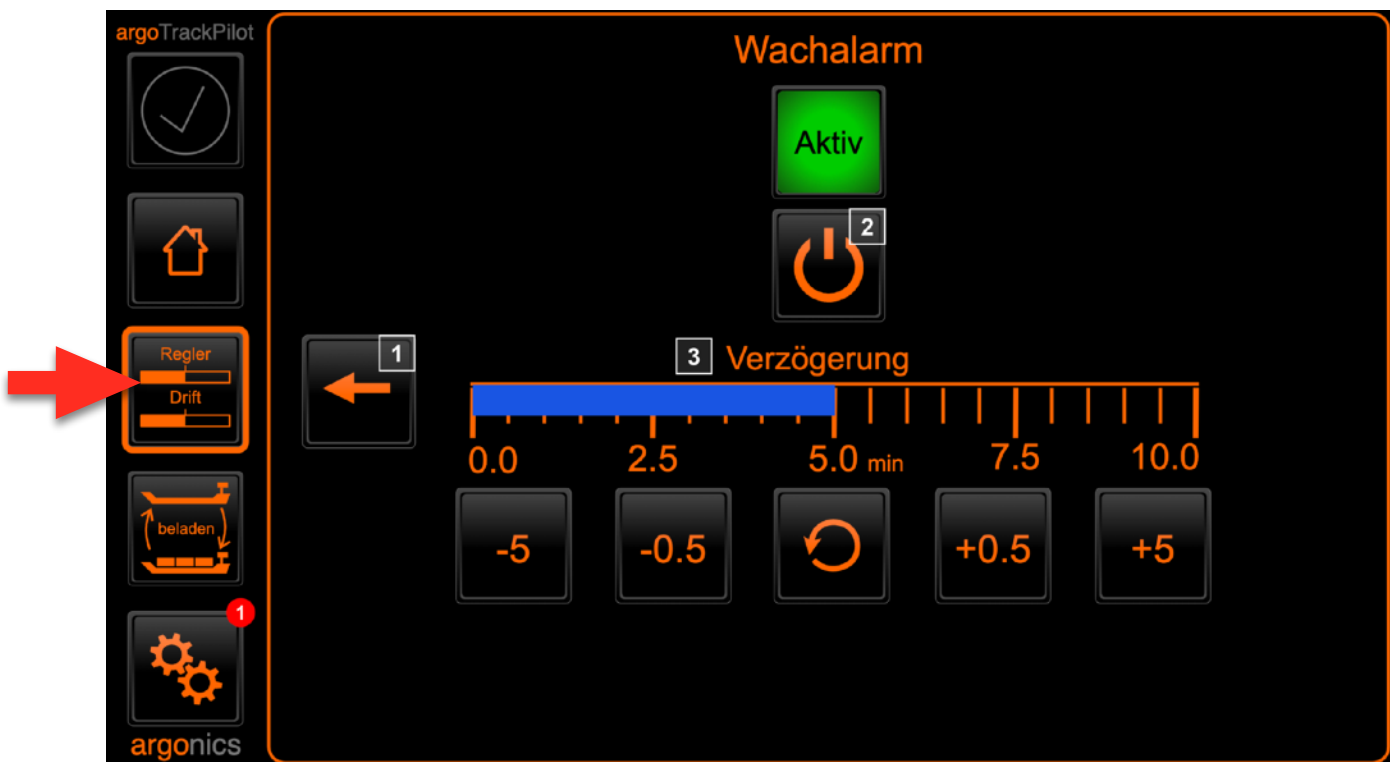 argoTrackPilot
Wachalarm
Aktiv
2
Regler
Drift
1
3 Verzögerung
0.0 2.5 5.0 min 7.5 10.0
beladen
-5 -0.5 +0.5 +5
1
argonics